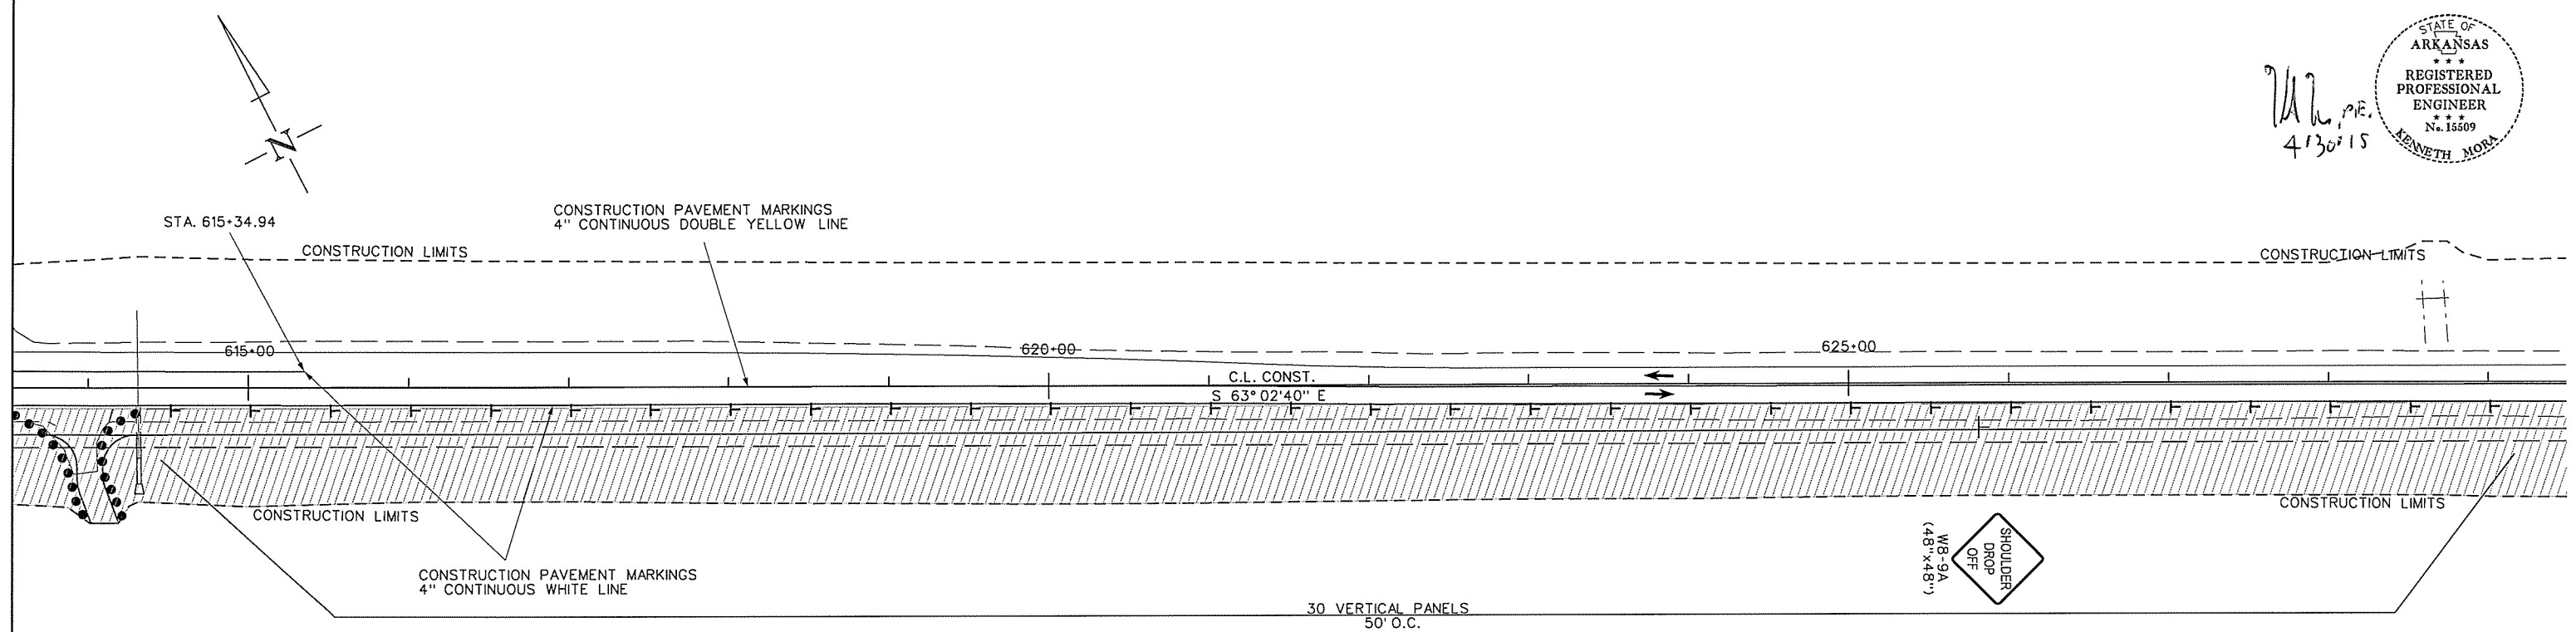 STATE OF
ARKANSAS
* * *
REGISTERED
PROFESSIONAL
ENGINEER
* * *
No. 15509
KENNETH MORA
P.E.
4/30/15
N
STA. 615+34.94
CONSTRUCTION PAVEMENT MARKINGS
4" CONTINUOUS DOUBLE YELLOW LINE
CONSTRUCTION LIMITS
CONSTRUCTION LIMITS
615+00
620+00
625+00
C.L. CONST.
S 63°02'40" E
CONSTRUCTION LIMITS
CONSTRUCTION LIMITS
SHOULDER
DROP
OFF
W8-9A
(48"x48")
CONSTRUCTION PAVEMENT MARKINGS
4" CONTINUOUS WHITE LINE
30 VERTICAL PANELS
50' O.C.